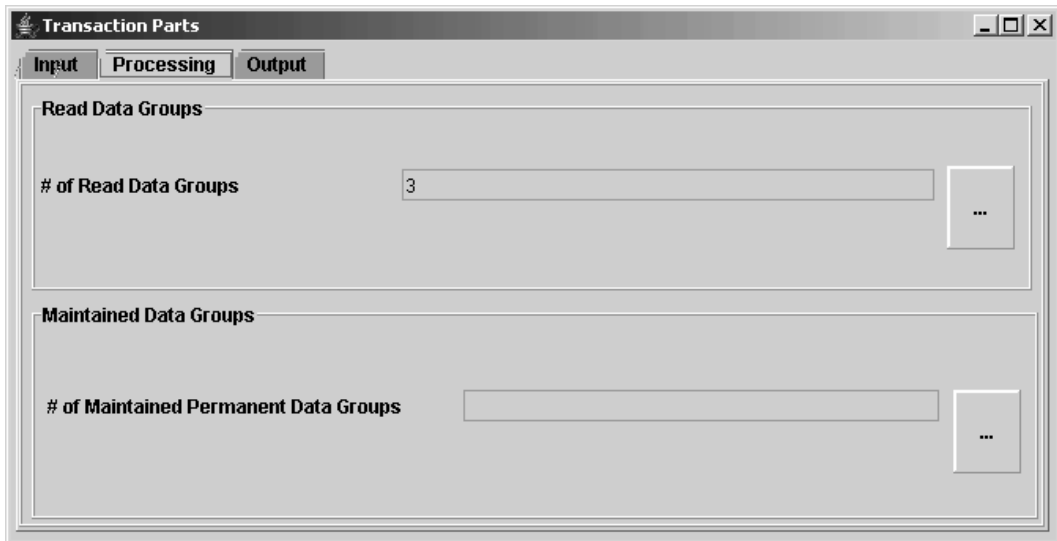 Transaction Parts
Input Processing Output
Read Data Groups
# of Read Data Groups 3 ...
Maintained Data Groups
# of Maintained Permanent Data Groups ...